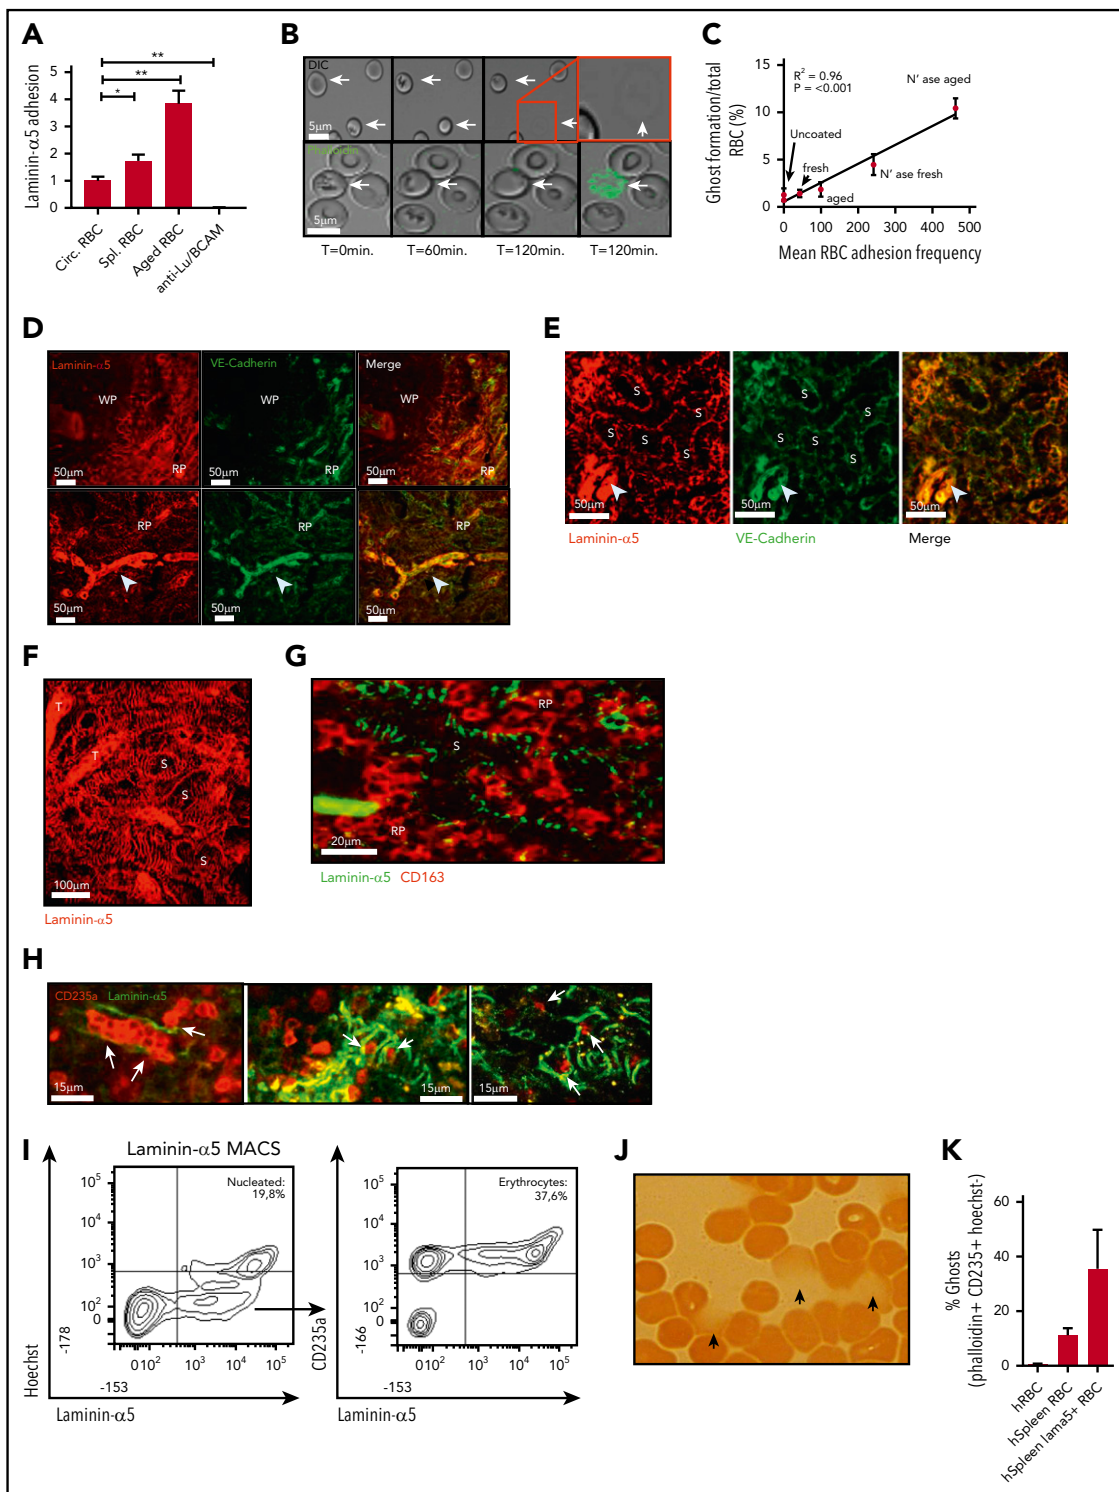 A
Laminin-α5 adhesion
5
4
3
2
1
0
**
**
*
Circ. RBC
Spl. RBC
Aged RBC
anti-Lu/BCAM
B
DIC
5μm
Phalloidin
5μm
T=0min.
T=60min.
T=120min.
T=120min.
C
Ghost formation/total
RBC (%)
15
10
5
0
R² = 0.96
P = <0.001
N' ase aged
Uncoated
fresh
N' ase fresh
aged
0 100 200 300 400 500
Mean RBC adhesion frequency
D
Laminin-α5
VE-Cadherin
Merge
WP
WP
RP
RP
RP
50μm
50μm
50μm
RP
RP
50μm
50μm
50μm
E
S
S
S
S
S
S
S
S
S
S
50μm
50μm
50μm
Laminin-α5
VE-Cadherin
Merge
F
T
T
S
S
S
100μm
Laminin-α5
G
RP
S
RP
20μm
Laminin-α5 CD163
H
CD235a Laminin-α5
15μm
15μm
15μm
I
Laminin-α5 MACS
Nucleated:
19,8%
10⁵
10⁴
10³
10²
0
-178
Hoechst
0 10² 10³ 10⁴ 10⁵
-153
Laminin-α5
Erythrocytes:
37,6%
10⁵
10⁴
10³
10²
0
-166
CD235a
0 10² 10³ 10⁴ 10⁵
-153
Laminin-α5
J
K
% Ghosts
(phalloidin+ CD235+ hoechst-)
60
40
20
0
hRBC
hSpleen RBC
hSpleen lama5+ RBC